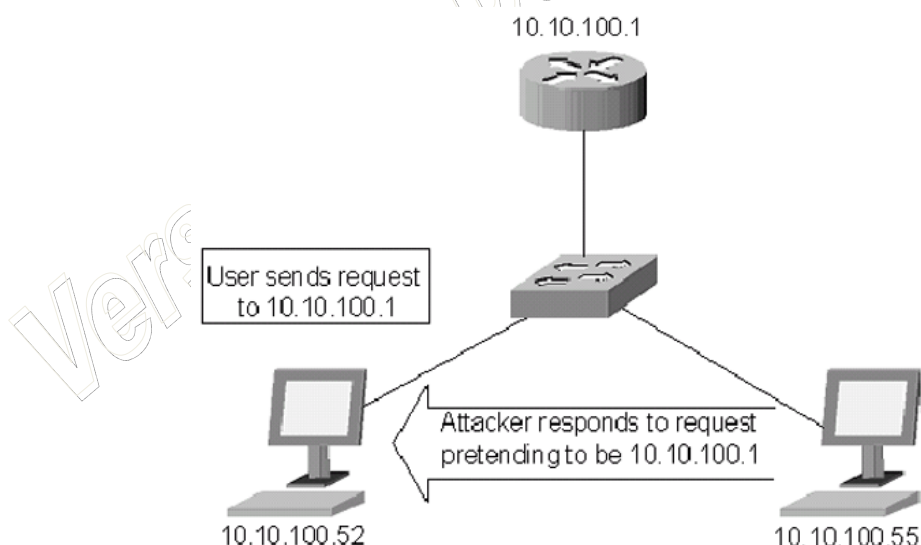 10.10.100.1
User sends request
to 10.10.100.1
Attacker responds to request
pretending to be 10.10.100.1
10.10.100.52
10.10.100.55